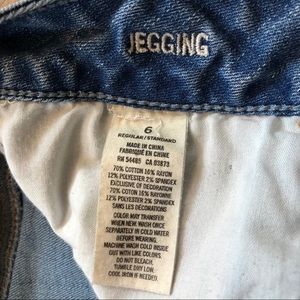 JEGGING
6
REGULAR/STANDARD
MADE IN CHINA
FABRIQUÉ EN CHINE
RN 54485 CA 03873
70% COTTON 16% RAYON
12% POLYESTER 2% SPANDEX
EXCLUSIVE OF DECORATION
70% COTON 16% RAYONNE
12% POLYESTER 2% SPANDEX
SANS LES DÉCORATIONS
COLOR MAY TRANSFER
WHEN NEW WASH ONCE
SEPARATELY IN COLD WATER
BEFORE WEARING.
MACHINE WASH COLD INSIDE
OUT WITH LIKE COLORS.
DO NOT BLEACH.
TUMBLE DRY LOW.
COOL IRON IF NEEDED.